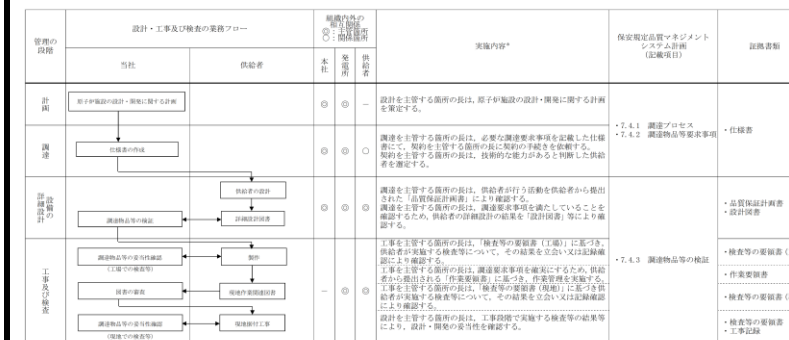 管理の
段階
設計・工事及び検査の業務フロー
組織内外の
相互関係
◎：主管箇所
○：関係箇所
実施内容*
保安規定品質マネジメント
システム計画
(記載項目)
証拠書類
当社
供給者
本社
発電所
供給者
計画
原子炉施設の設計・開発に関する計画
◎
◎
－
設計を主管する箇所の長は，原子炉施設の設計・開発に関する計画
を策定する。
調達
仕様書の作成
◎
◎
○
調達を主管する箇所の長は，必要な調達要求事項を記載した仕様
書にて，契約を主管する箇所の長に契約の手続きを依頼する。
契約を主管する箇所の長は，技術的な能力があると判断した供給
者を選定する。
・7.4.1　調達プロセス
・7.4.2　調達物品等要求事項
・仕様書
設備の
詳細設計
供給者の設計
調達物品等の検証
詳細設計図書
◎
◎
◎
調達を主管する箇所の長は，供給者が行う活動を供給者から提出
された「品質保証計画書」により確認する。
調達を主管する箇所の長は，調達要求事項を満たしていることを
確認するため，供給者の詳細設計の結果を「設計図書」等により確
認する。
・品質保証計画書
・設計図書
工事及び検査
調達物品等の妥当性確認
(工場での検査等)
製作
図書の審査
現地作業関連図書
調達物品等の妥当性確認
(現地での検査等)
現地据付工事
－
◎
◎
工事を主管する箇所の長は，「検査等の要領書（工場）」に基づき，
供給者が実施する検査等について，その結果を立会い又は記録確
認により確認する。
工事を主管する箇所の長は，調達要求事項を確実にするため，供給
者から提出される「作業要領書」に基づき，作業管理を実施する。
工事を主管する箇所の長は，「検査等の要領書（現地）」に基づき供
給者が実施する検査等について，その結果を立会い又は記録確認
により確認する。
設計を主管する箇所の長は，工事段階で実施する検査等の結果等
により，設計・開発の妥当性を確認する。
・7.4.3　調達物品等の検証
・検査等の要領書（
・作業要領書
・検査等の要領書（
・検査等の要領書
・工事記録